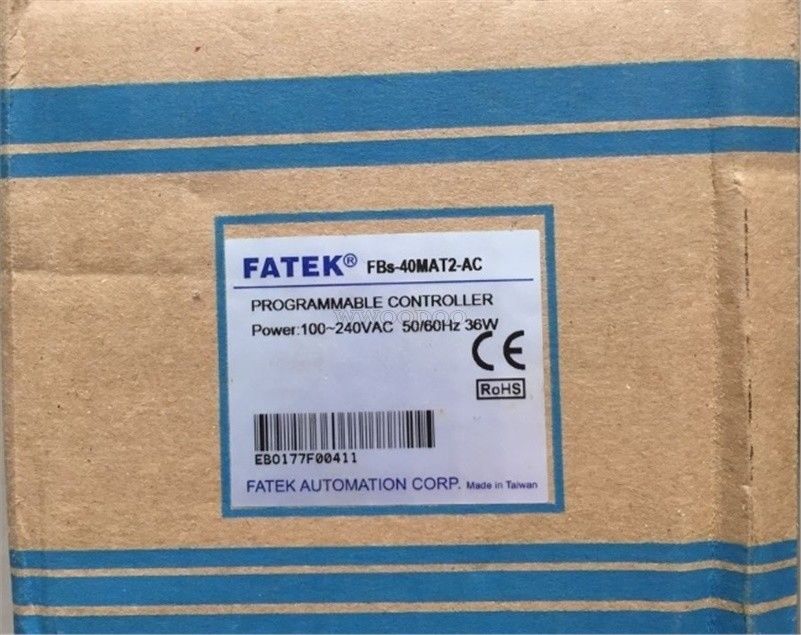 FATEK® FBs-40MAT2-AC
PROGRAMMABLE CONTROLLER
wwoopoo
Power:100~240VAC 50/60Hz 36W
CE
RoHS
EB0177F00411
FATEK AUTOMATION CORP. Made in Taiwan